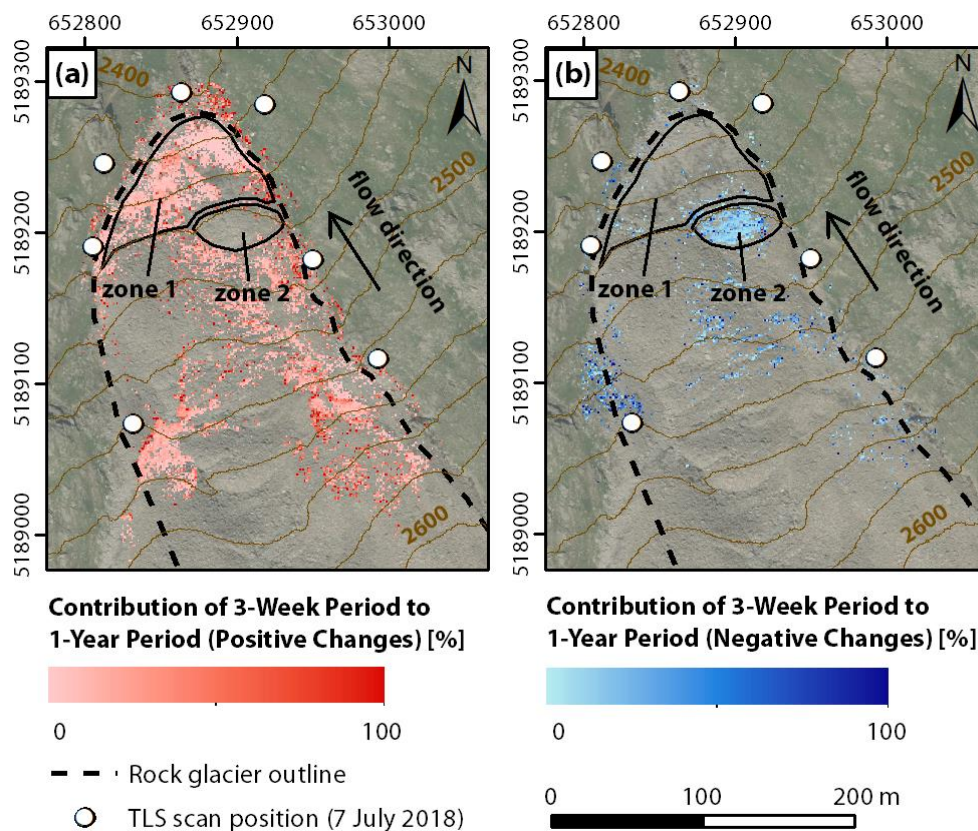 652800 652900 653000 652800 652900 653000
(a) 2400 N (b) 2400 N
5189300 5189300
2500 2500
flow direction flow direction
5189200 5189200
zone 1 zone 2 zone 1 zone 2
5189100 5189100
5189000 5189000
2600 2600
Contribution of 3-Week Period to
1-Year Period (Positive Changes) [%]
0 100
Contribution of 3-Week Period to
1-Year Period (Negative Changes) [%]
0 100
Rock glacier outline
TLS scan position (7 July 2018)
0 100 200 m